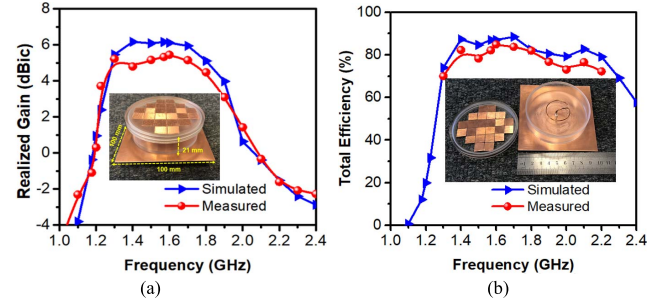 (a)
8
6
4
2
0
-2
-4
Realized Gain (dBic)
100 mm
21 mm
100 mm
Simulated
Measured
1.0 1.2 1.4 1.6 1.8 2.0 2.2 2.4
Frequency (GHz)
(a)
(b)
100
80
60
40
20
0
Total Efficiency (%)
Simulated
Measured
1.0 1.2 1.4 1.6 1.8 2.0 2.2 2.4
Frequency (GHz)
(b)